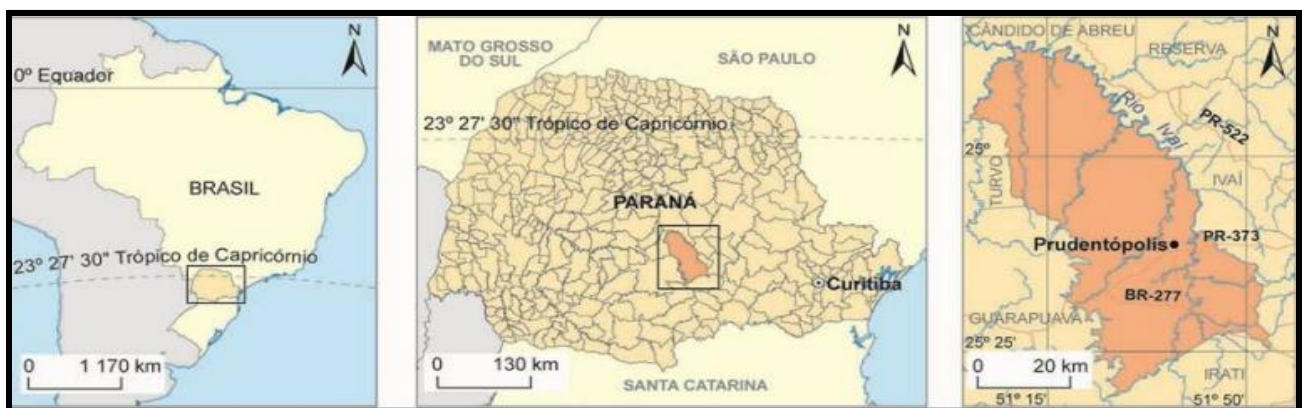 N
0º Equador
BRASIL
23º 27' 30" Trópico de Capricórnio
0 1 170 km
N
MATO GROSSO
DO SUL
SÃO PAULO
23º 27' 30" Trópico de Capricórnio
PARANÁ
Curitiba
0 130 km
SANTA CATARINA
CÂNDIDO DE ABREU
N
RESERVA
Rio Ivaí
PR-522
25º
IVAÍ
TURVO
Prudentópolis
PR-373
BR-277
GUARAPUAVA
25º 25'
0 20 km
IRATI
51º 15'
51º 50'